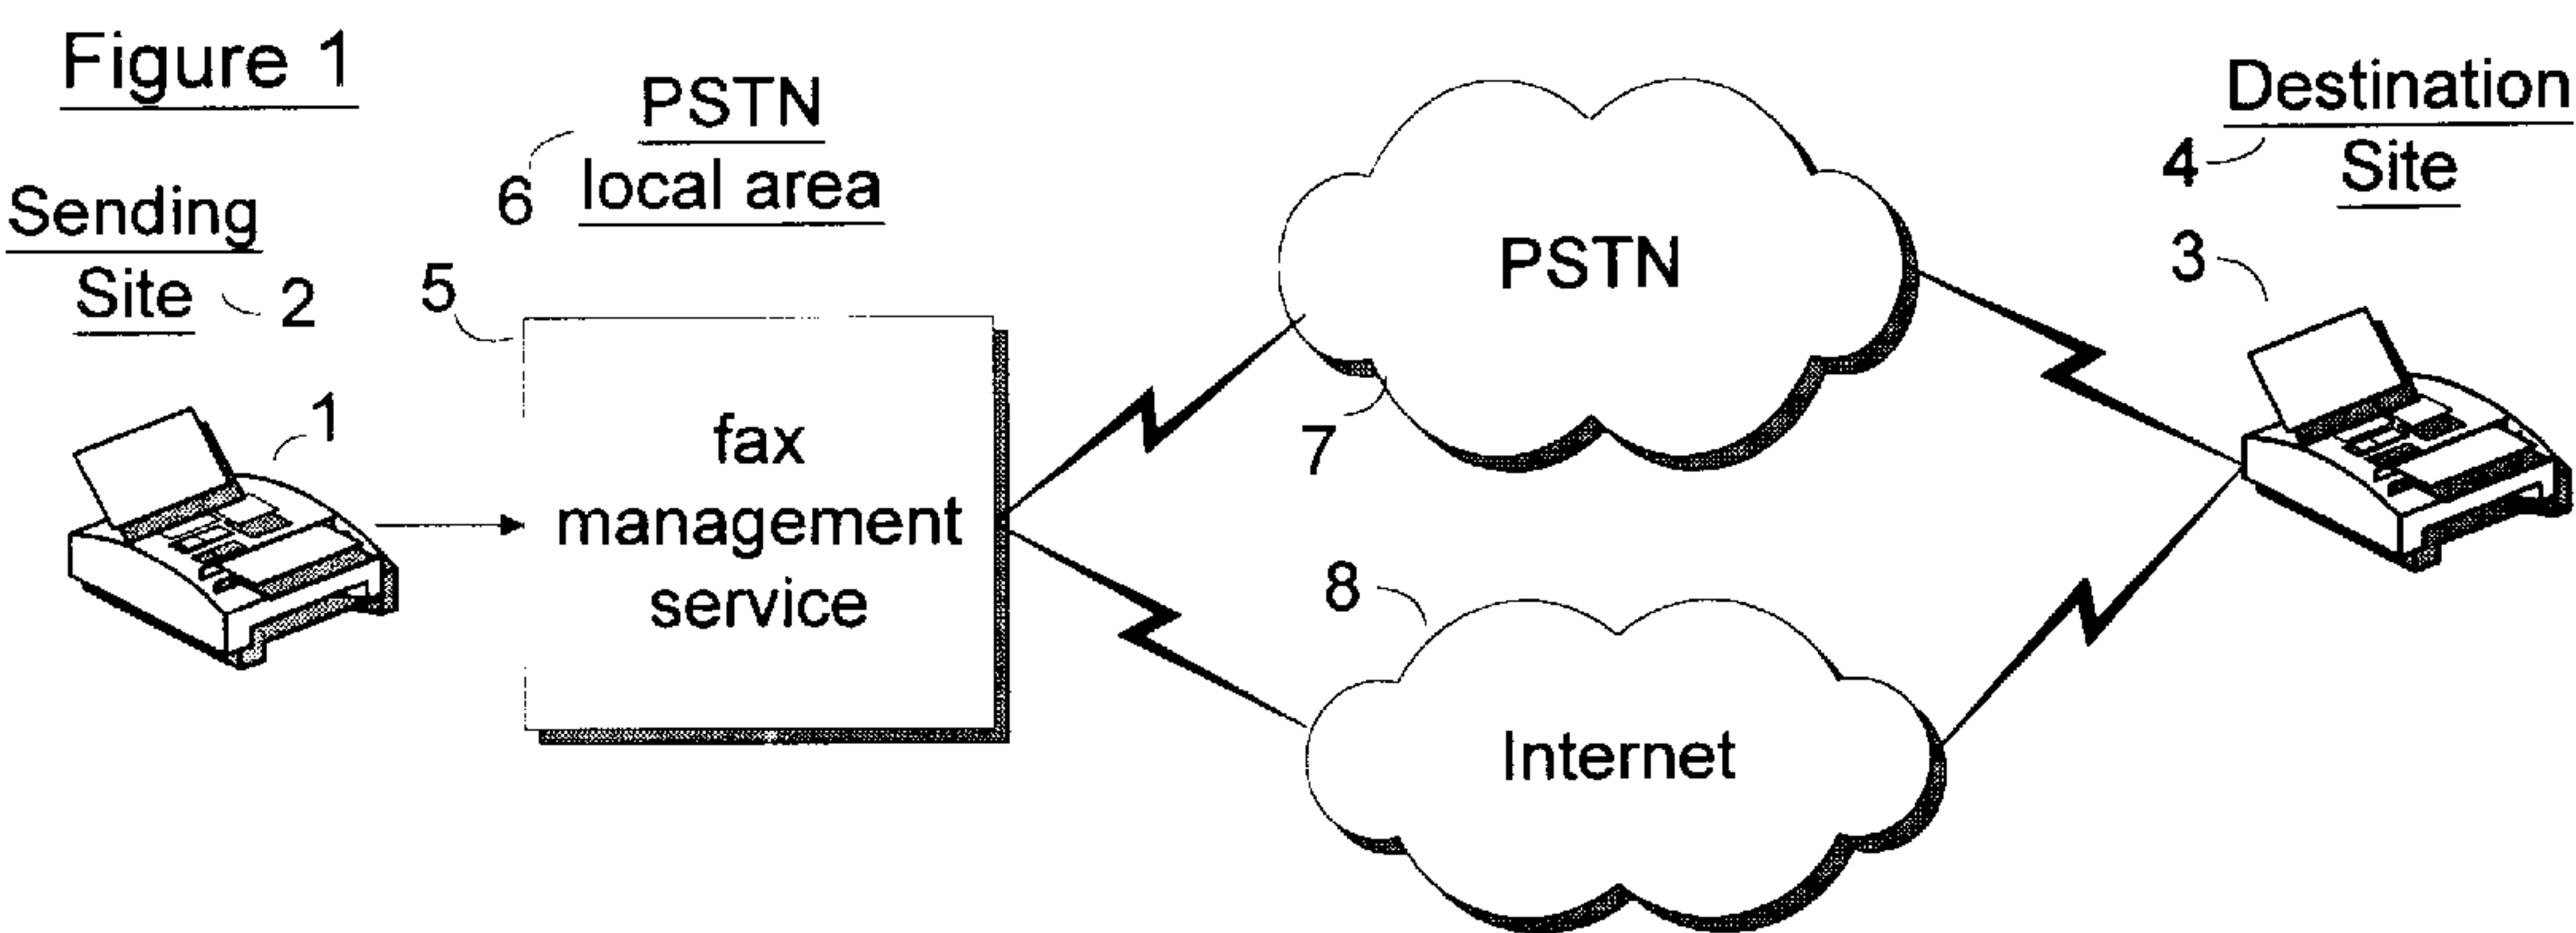 Figure 1
Sending
Site
2
1
PSTN
local area
6
5
fax
management
service
PSTN
7
8
Internet
Destination
Site
4
3